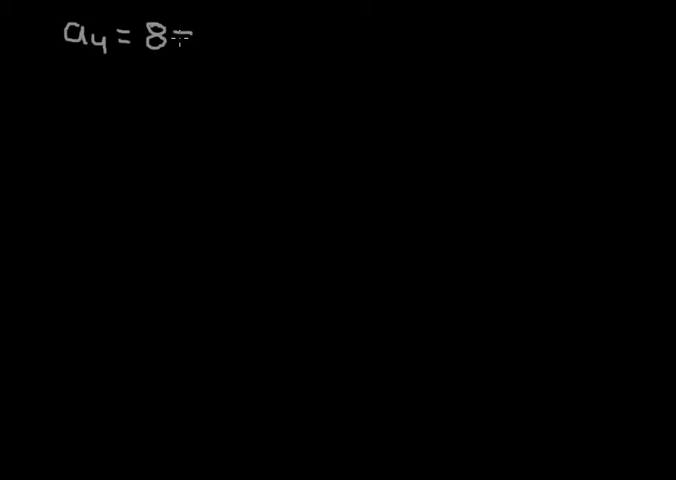 a₄ = 8